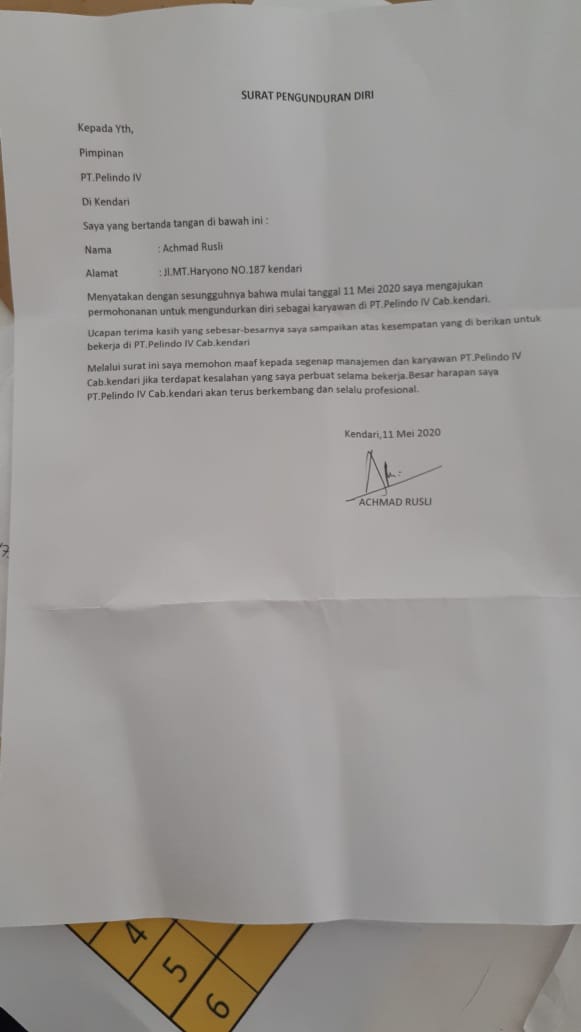 SURAT PENGUNDURAN DIRI
Kepada Yth,
Pimpinan
PT.Pelindo IV
Di Kendari
Saya yang bertanda tangan di bawah ini :
Nama : Achmad Rusli
Alamat : Jl.MT.Haryono NO.187 kendari
Menyatakan dengan sesungguhnya bahwa mulai tanggal 11 Mei 2020 saya mengajukan
permohonanan untuk mengundurkan diri sebagai karyawan di PT.Pelindo IV Cab.kendari.
Ucapan terima kasih yang sebesar-besarnya saya sampaikan atas kesempatan yang di berikan untuk
bekerja di PT.Pelindo IV Cab.kendari
Melalui surat ini saya memohon maaf kepada segenap manajemen dan karyawan PT.Pelindo IV
Cab.kendari jika terdapat kesalahan yang saya perbuat selama bekerja.Besar harapan saya
PT.Pelindo IV Cab.kendari akan terus berkembang dan selalu profesional.
Kendari,11 Mei 2020
ACHMAD RUSLI
7
4
5
6